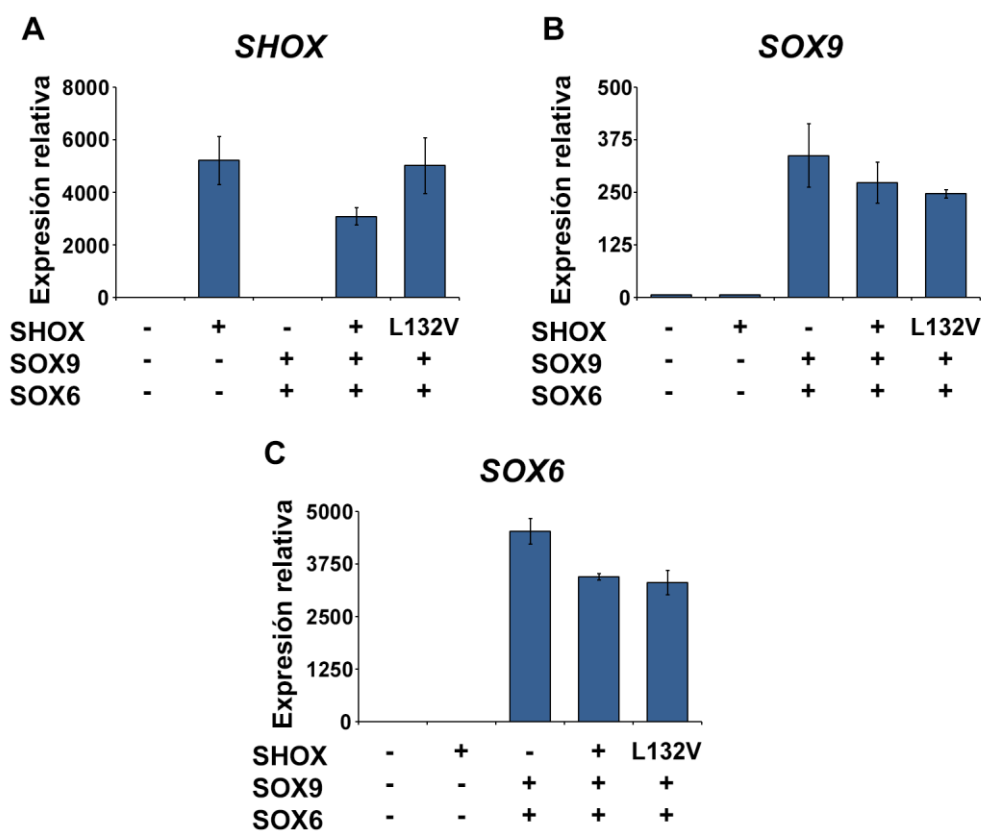 A
SHOX
Expresión relativa
8000
6000
4000
2000
0
SHOX - + - + L132V
SOX9 - - + + +
SOX6 - - + + +
B
SOX9
Expresión relativa
500
375
250
125
0
SHOX - + - + L132V
SOX9 - - + + +
SOX6 - - + + +
C
SOX6
Expresión relativa
5000
3750
2500
1250
0
SHOX - + - + L132V
SOX9 - - + + +
SOX6 - - + + +